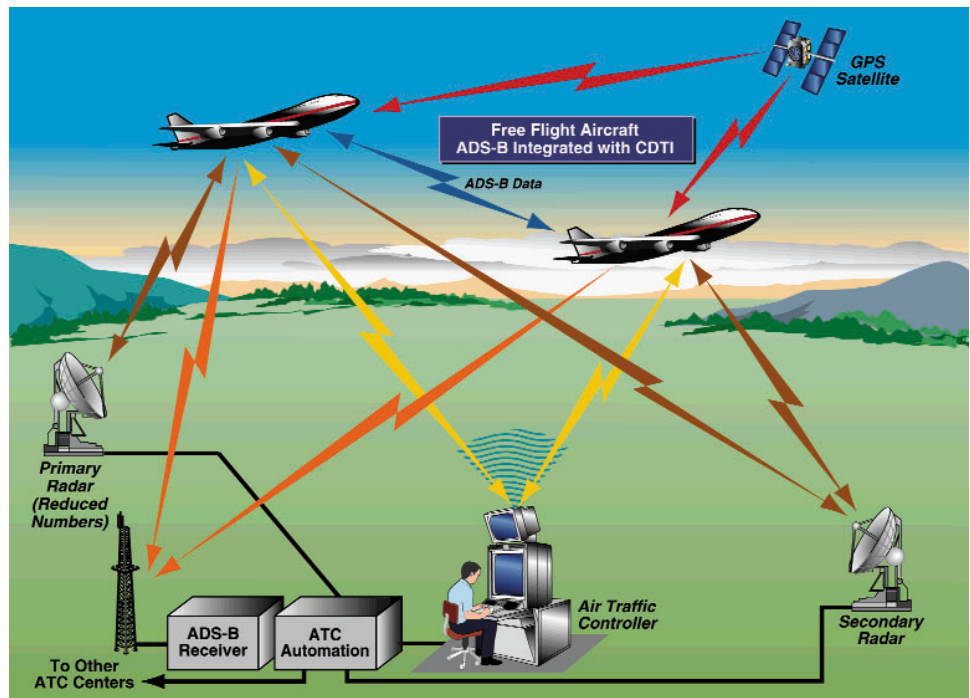 GPS
Satellite
Free Flight Aircraft
ADS-B Integrated with CDTI
ADS-B Data
Primary
Radar
(Reduced
Numbers)
Air Traffic
Controller
Secondary
Radar
ADS-B
Receiver
ATC
Automation
To Other
ATC Centers